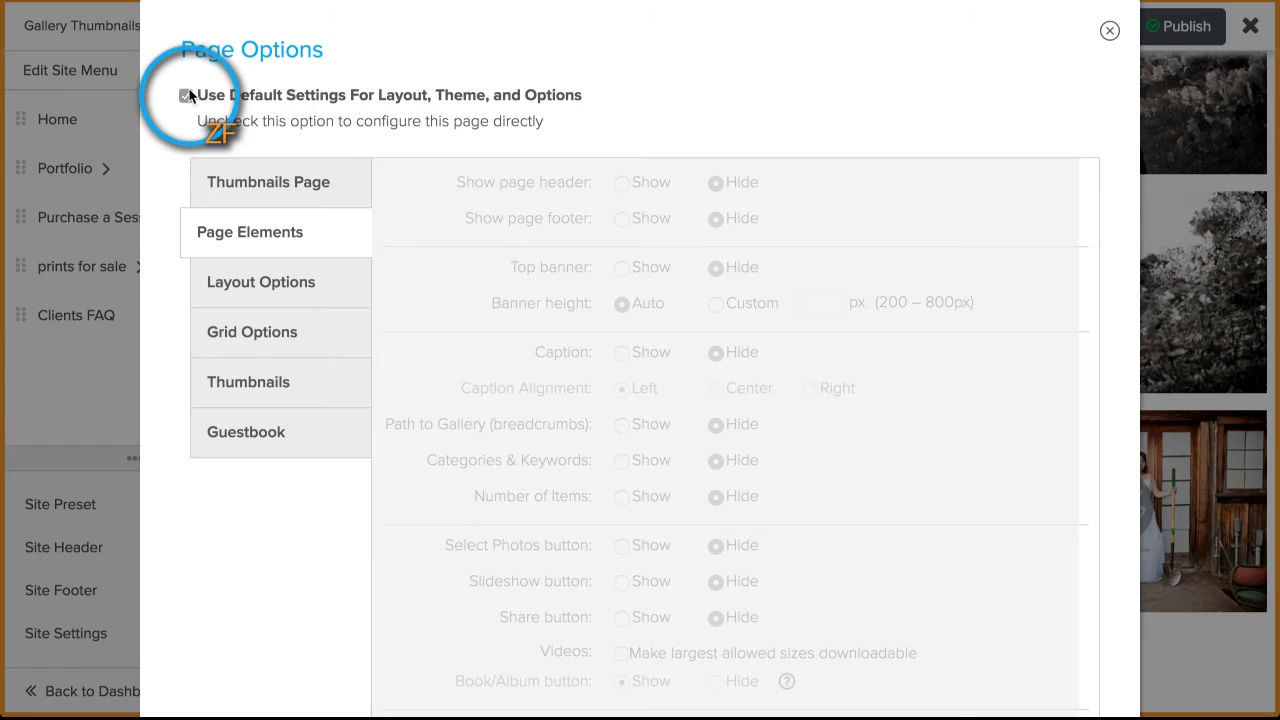 Gallery Thumbnails
Publish
Edit Site Menu
Home
Portfolio
Purchase a Ses
prints for sale
Clients FAQ
Site Preset
Site Header
Site Footer
Site Settings
Back to Dashb
Page Options
Use Default Settings For Layout, Theme, and Options
Uncheck this option to configure this page directly
ZF
Thumbnails Page
Page Elements
Layout Options
Grid Options
Thumbnails
Guestbook
Show page header: Show Hide
Show page footer: Show Hide
Top banner: Show Hide
Banner height: Auto Custom px (200 – 800px)
Caption: Show Hide
Caption Alignment: Left Center Right
Path to Gallery (breadcrumbs): Show Hide
Categories & Keywords: Show Hide
Number of Items: Show Hide
Select Photos button: Show Hide
Slideshow button: Show Hide
Share button: Show Hide
Videos: Make largest allowed sizes downloadable
Book/Album button: Show Hide ?